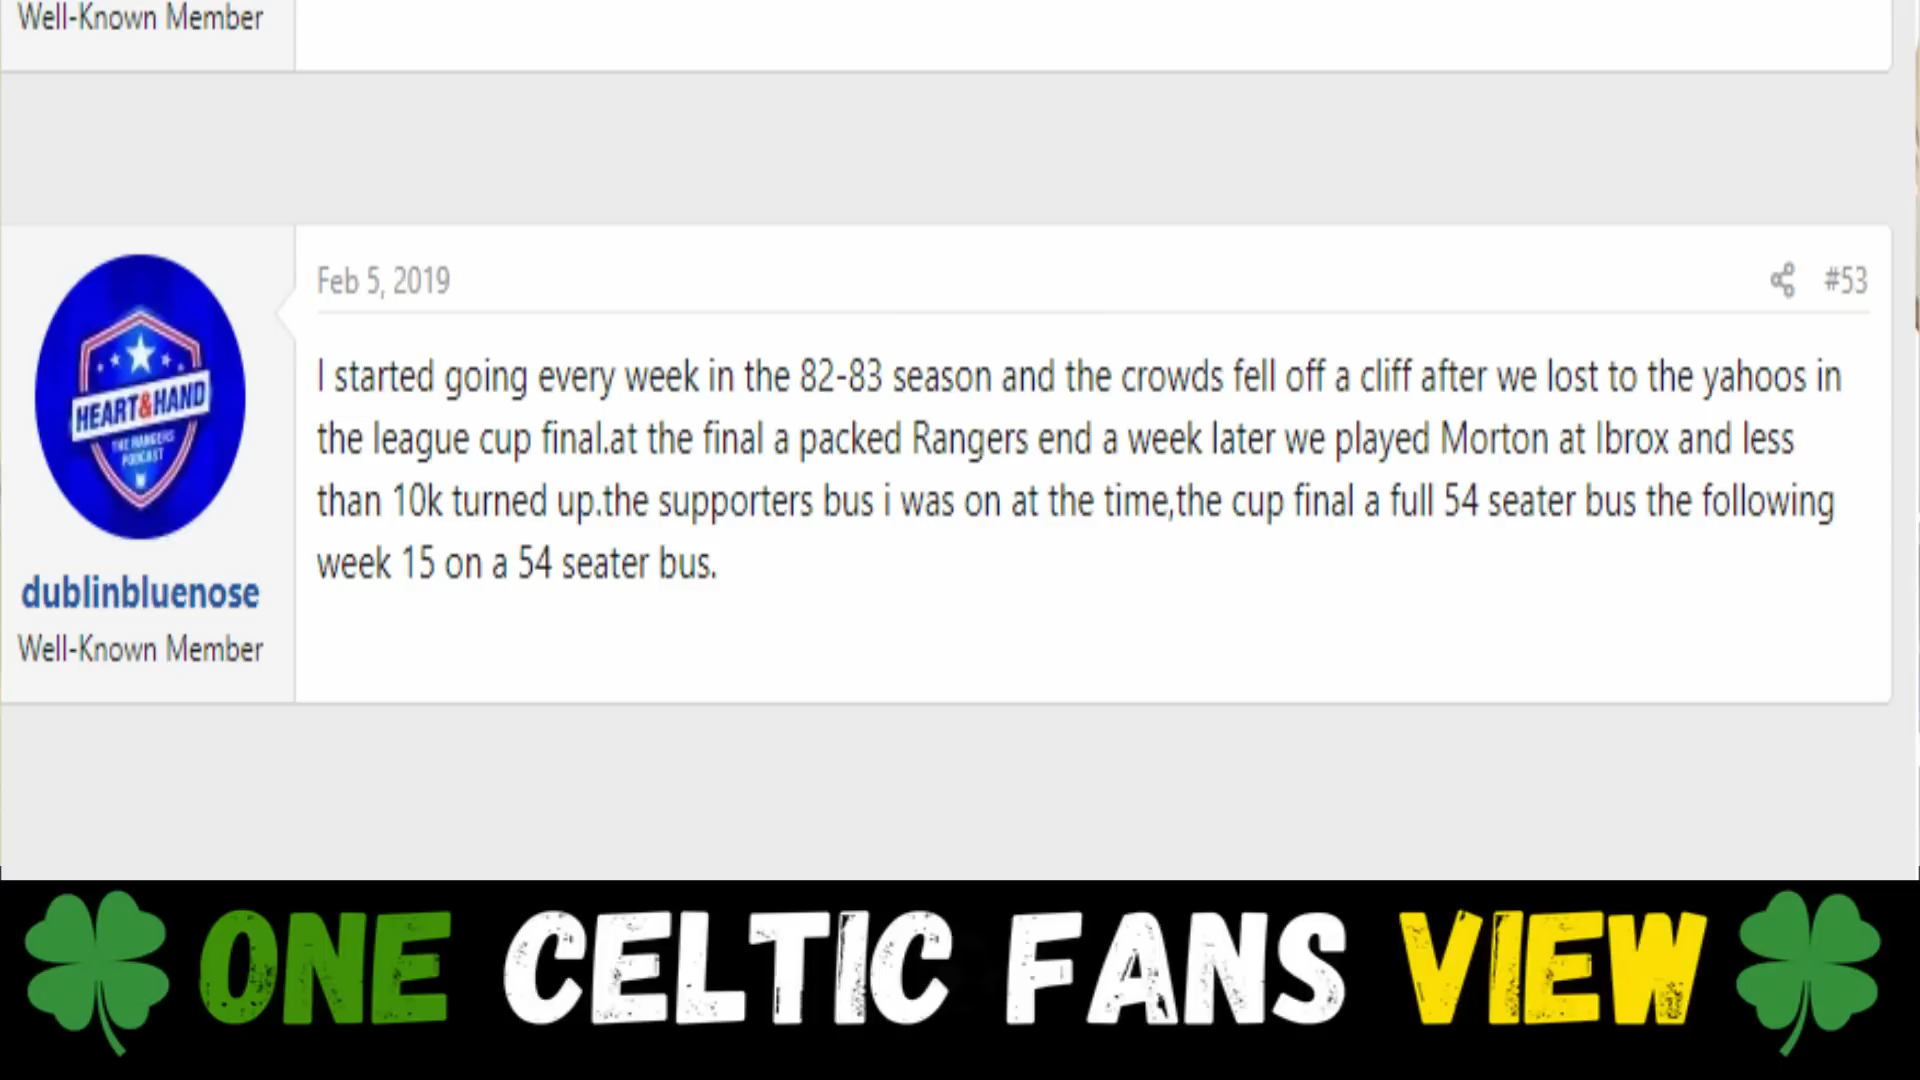 Well-Known Member
Feb 5, 2019
#53
I started going every week in the 82-83 season and the crowds fell off a cliff after we lost to the yahoos in
the league cup final.at the final a packed Rangers end a week later we played Morton at Ibrox and less
than 10k turned up.the supporters bus i was on at the time,the cup final a full 54 seater bus the following
week 15 on a 54 seater bus.
HEART&HAND
THE RANGERS
PODCAST
dublinbluenose
Well-Known Member
ONE CELTIC FANS VIEW